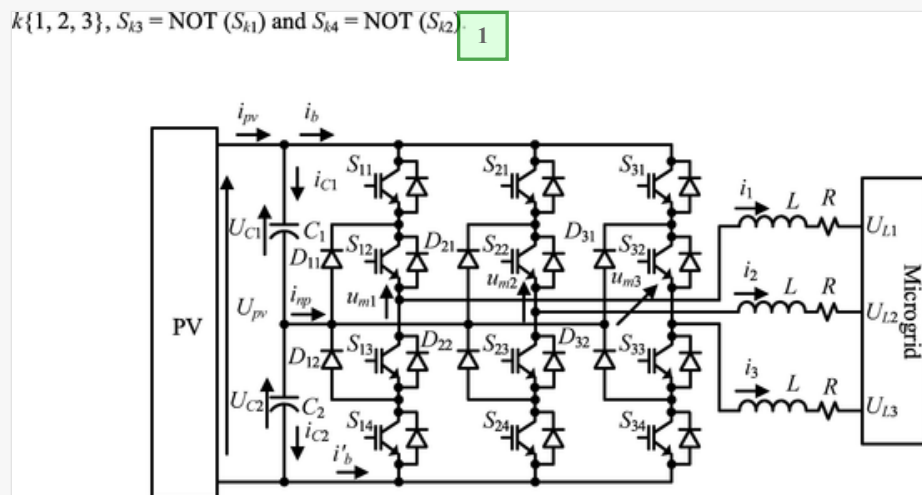 k{1, 2, 3}, Sk3 = NOT (Sk1) and Sk4 = NOT (Sk2).
1
ipv
ib
S11
S21
S31
iC1
i1
L
R
UC1
C1
UL1
D11
S12
D21
S22
D31
S32
um1
um2
um3
i2
L
R
Upv
inp
UL2
PV
Microgrid
D12
S13
D22
S23
D32
S33
i3
L
R
UC2
C2
UL3
iC2
S14
S24
S34
i'b